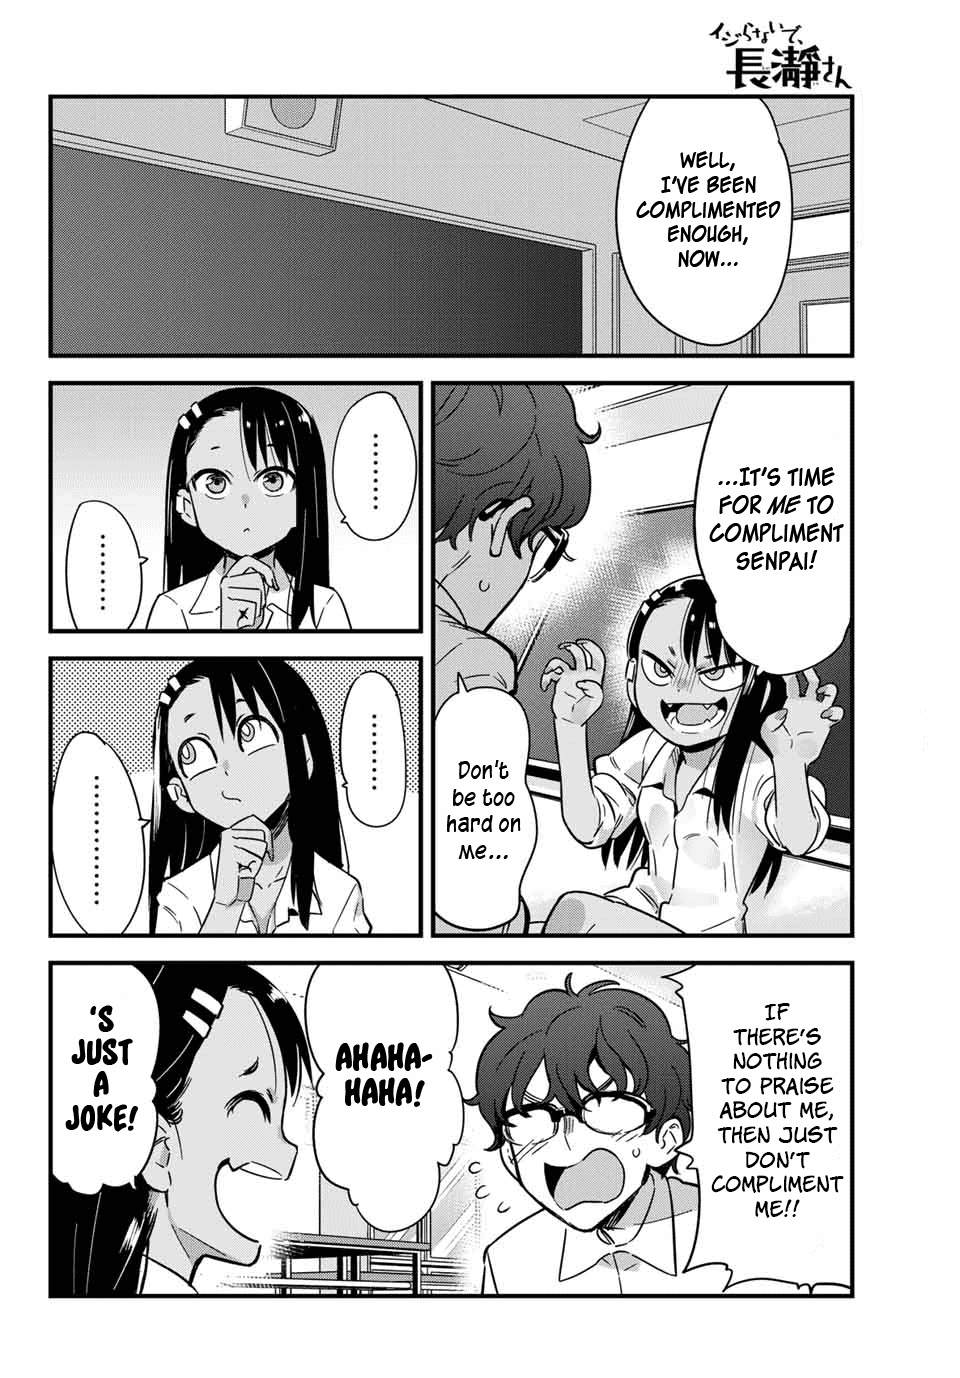 イジらないで、
長瀞さん
WELL,
I'VE BEEN
COMPLIMENTED
ENOUGH,
NOW...
...IT'S TIME
FOR ME TO
COMPLIMENT
SENPAI!
Don't
be too
hard on
me...
..........
..........
..........
..........
IF
THERE'S
NOTHING
TO PRAISE
ABOUT ME,
THEN JUST
DON'T
COMPLIMENT
ME!!
AHAHA-
HAHA!
'S
JUST
A
JOKE!